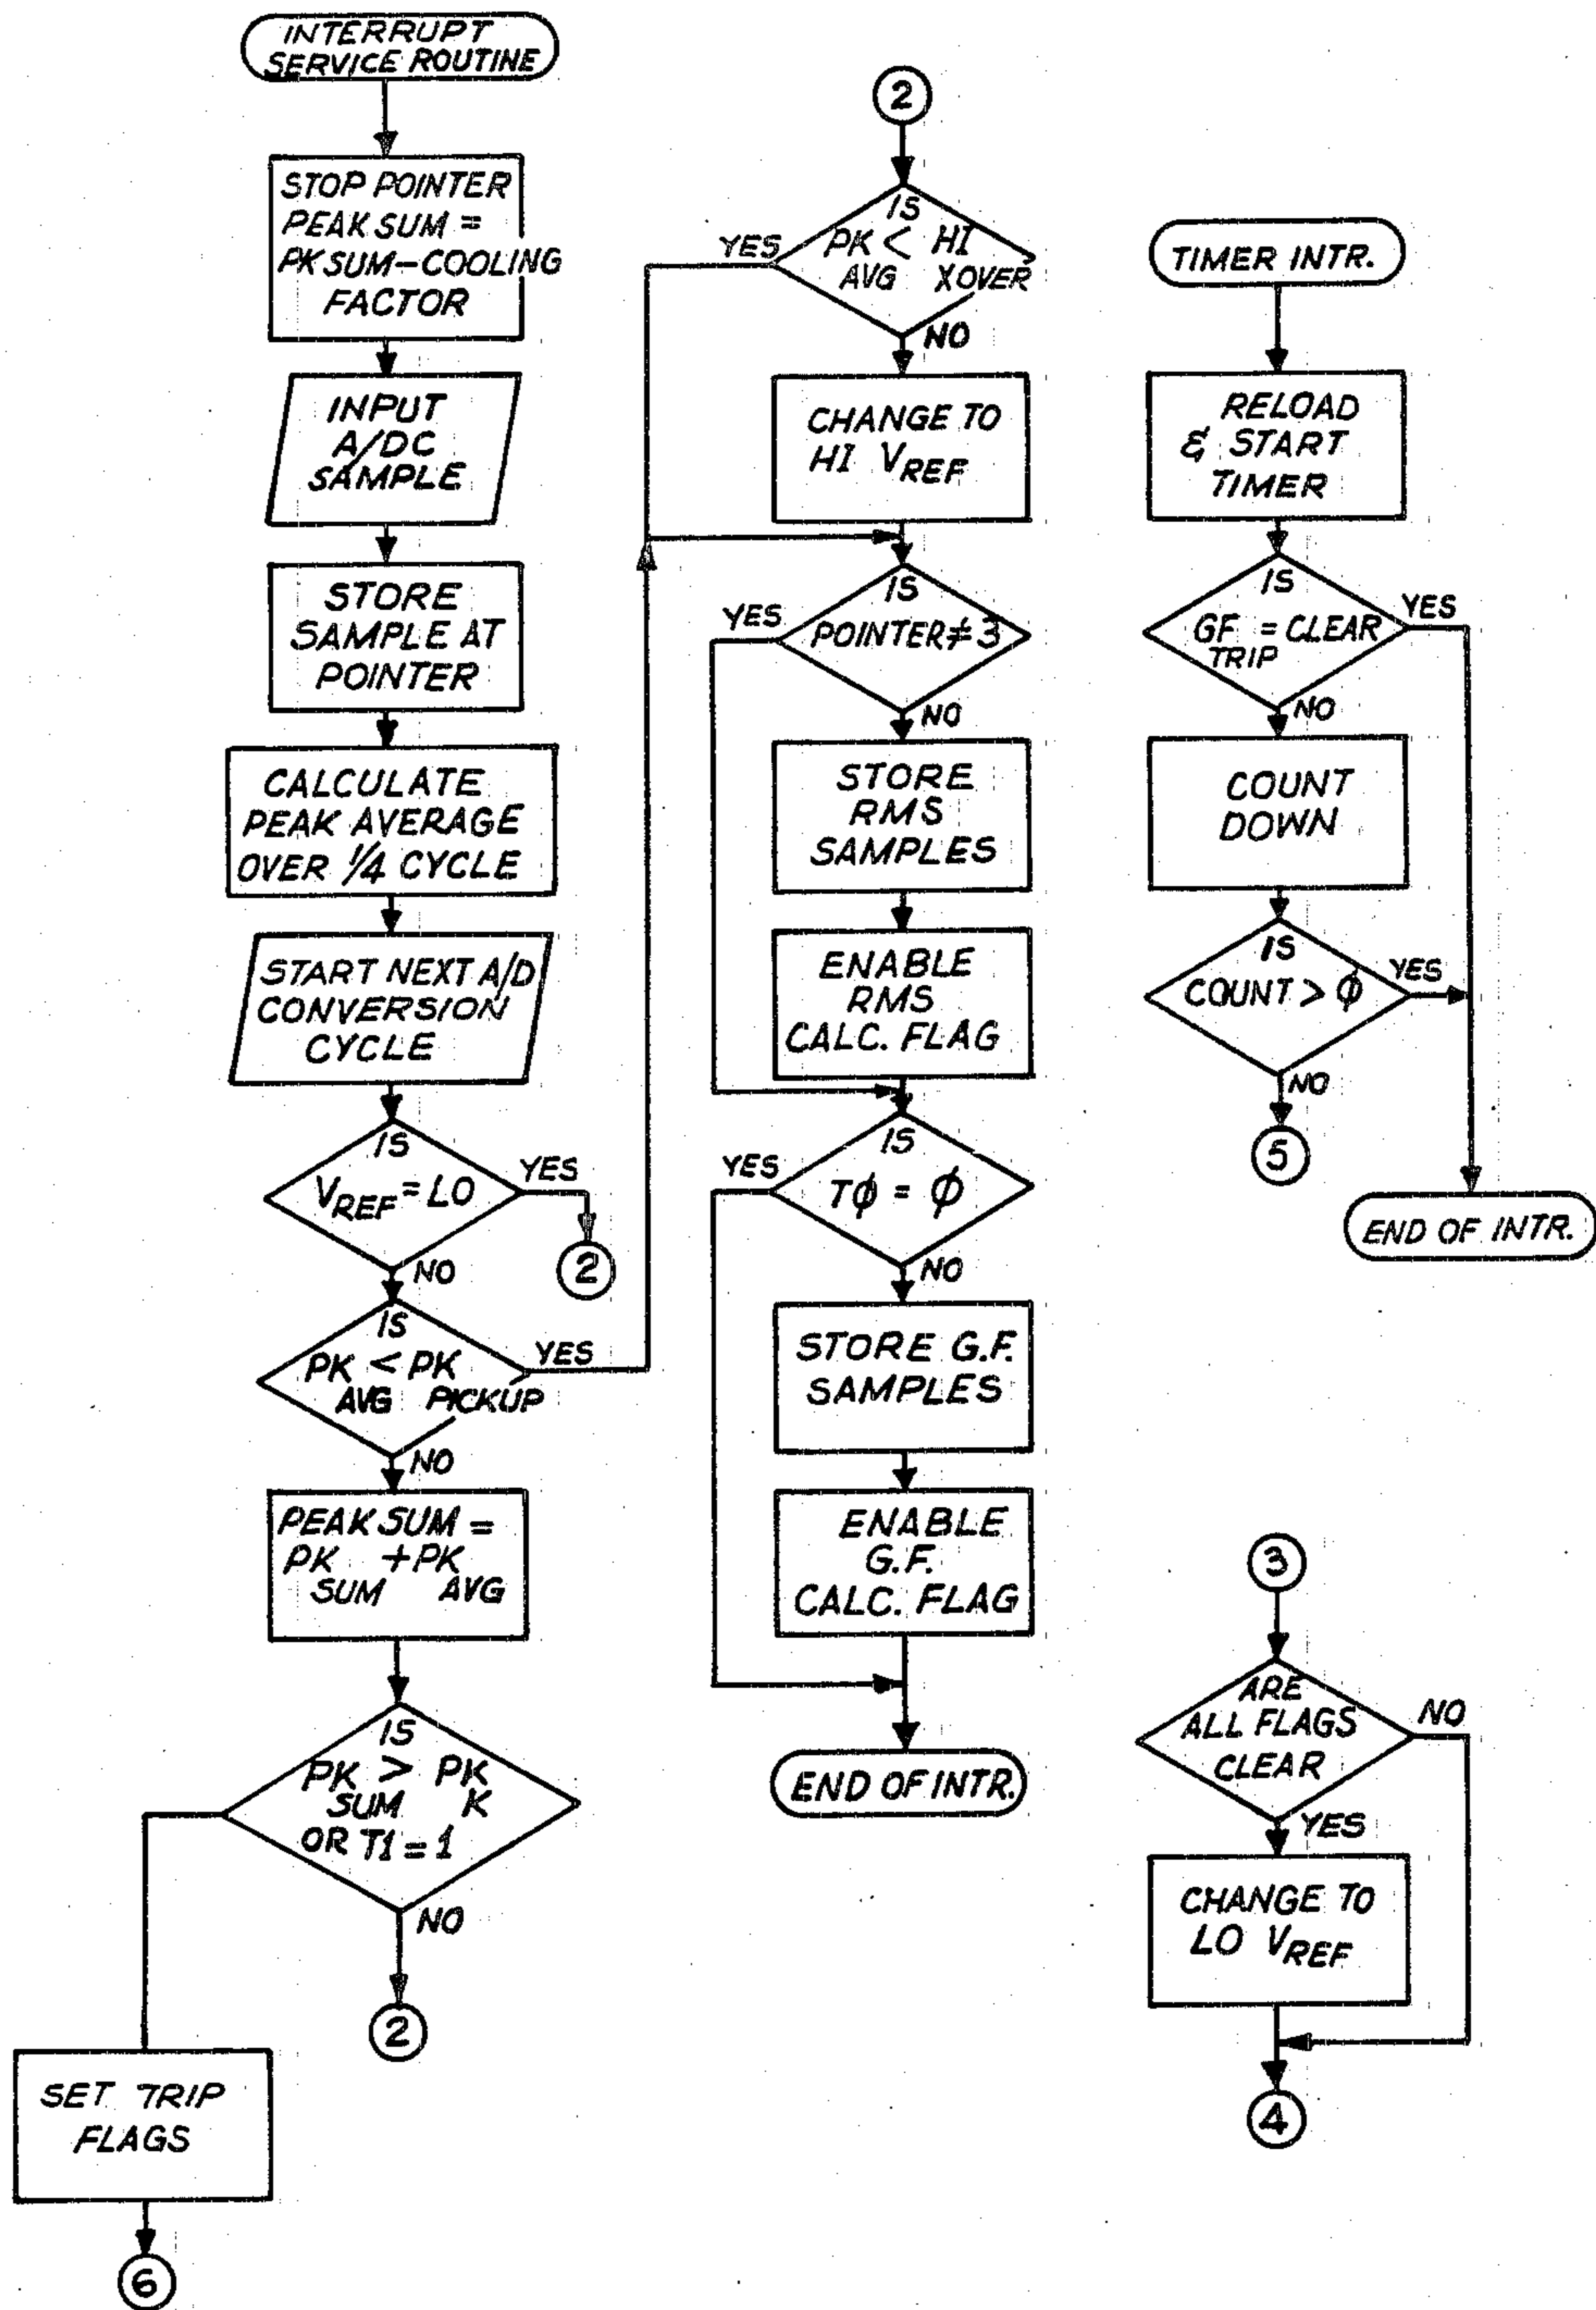 INTERRUPT
SERVICE ROUTINE
STOP POINTER
PEAK SUM =
PK SUM-COOLING
FACTOR
INPUT
A/DC
SAMPLE
STORE
SAMPLE AT
POINTER
CALCULATE
PEAK AVERAGE
OVER 1/4 CYCLE
START NEXT A/D
CONVERSION
CYCLE
IS
VREF = LO
YES
2
NO
IS
PK < PK
AVG PICKUP
YES
NO
PEAK SUM =
PK + PK
SUM AVG
IS
PK > PK
SUM K
OR T1 = 1
NO
2
SET TRIP
FLAGS
6
2
IS
PK < HI
AVG XOVER
YES
NO
CHANGE TO
HI VREF
IS
POINTER ≠ 3
YES
NO
STORE
RMS
SAMPLES
ENABLE
RMS
CALC. FLAG
IS
TΦ = Φ
YES
NO
STORE G.F.
SAMPLES
ENABLE
G.F.
CALC. FLAG
END OF INTR.
TIMER INTR.
RELOAD
& START
TIMER
IS
GF = CLEAR
TRIP
YES
NO
COUNT
DOWN
IS
COUNT > Φ
YES
NO
5
END OF INTR.
3
ARE
ALL FLAGS
CLEAR
NO
YES
CHANGE TO
LO VREF
4